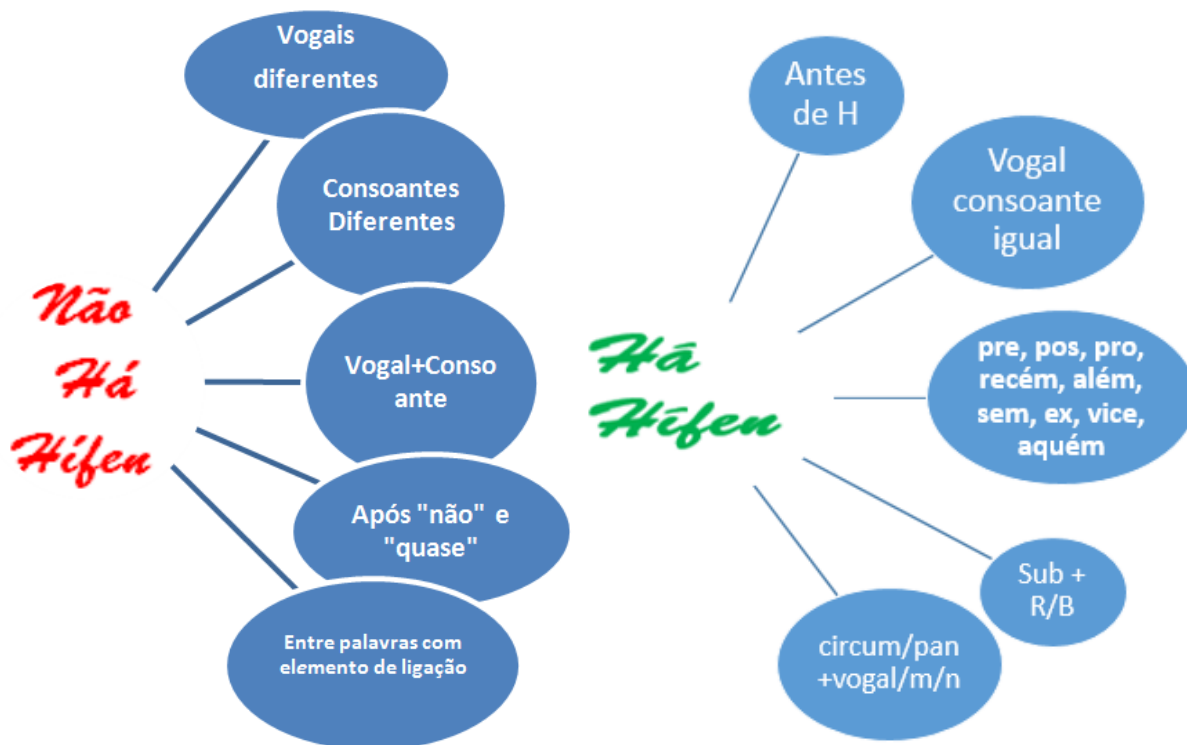 Não
Há
Hífen
Vogais
diferentes
Consoantes
Diferentes
Vogal+Conso
ante
Após "não" e
"quase"
Entre palavras com
elemento de ligação
Há
Hífen
Antes
de H
Vogal
consoante
igual
pre, pos, pro,
recém, além,
sem, ex, vice,
aquém
Sub +
R/B
circum/pan
+vogal/m/n